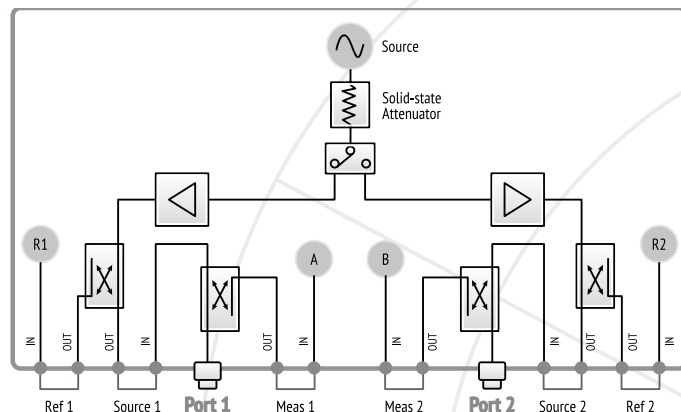 Source
Solid-state
Attenuator
R1
A
B
R2
IN
OUT
OUT
IN
OUT
IN
IN
OUT
IN
OUT
OUT
IN
Ref 1
Source 1
Port 1
Meas 1
Meas 2
Port 2
Source 2
Ref 2